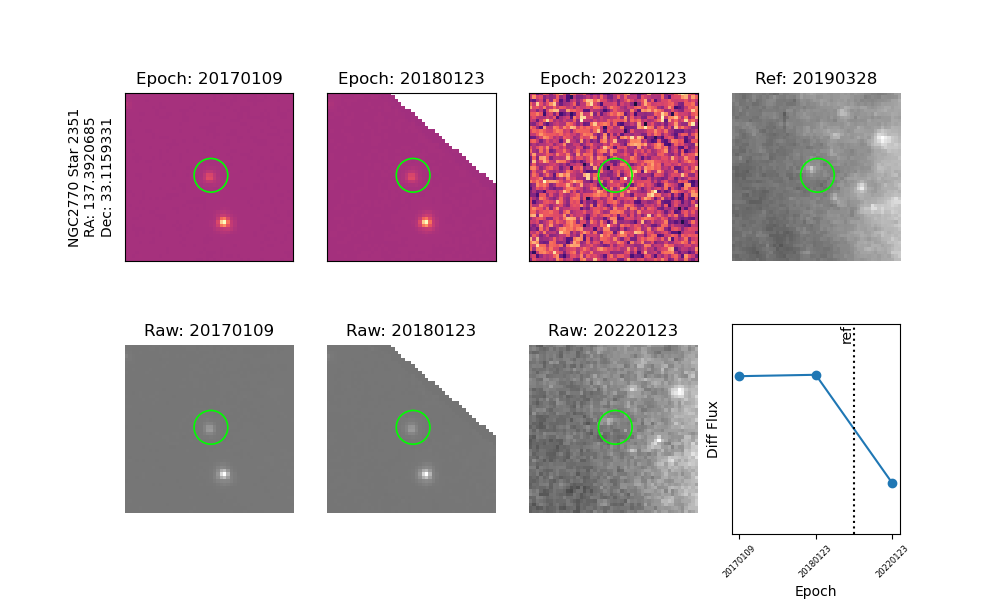 NGC2770 Star 2351
RA: 137.3920685
Dec: 33.1159331
Epoch: 20170109
Epoch: 20180123
Epoch: 20220123
Ref: 20190328
Raw: 20170109
Raw: 20180123
Raw: 20220123
ref
Diff Flux
20170109
20180123
20220123
Epoch